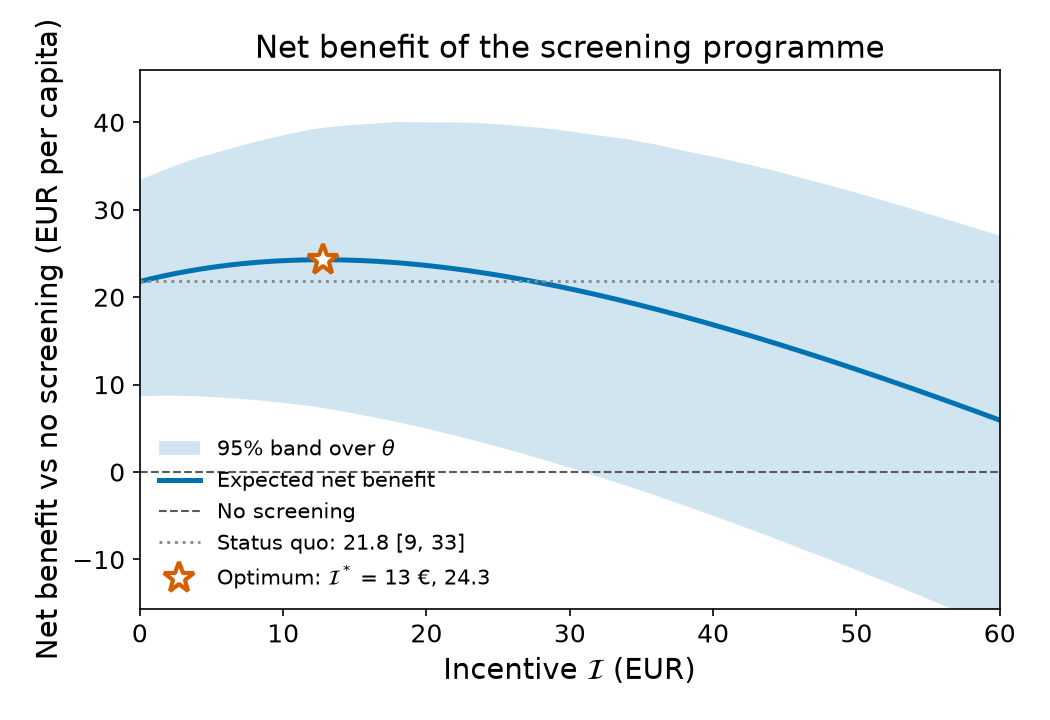 Net benefit of the screening programme
Net benefit vs no screening (EUR per capita)
40
30
20
10
0
−10
95% band over θ
Expected net benefit
No screening
Status quo: 21.8 [9, 33]
Optimum: ℐ* = 13 €, 24.3
0 10 20 30 40 50 60
Incentive ℐ (EUR)